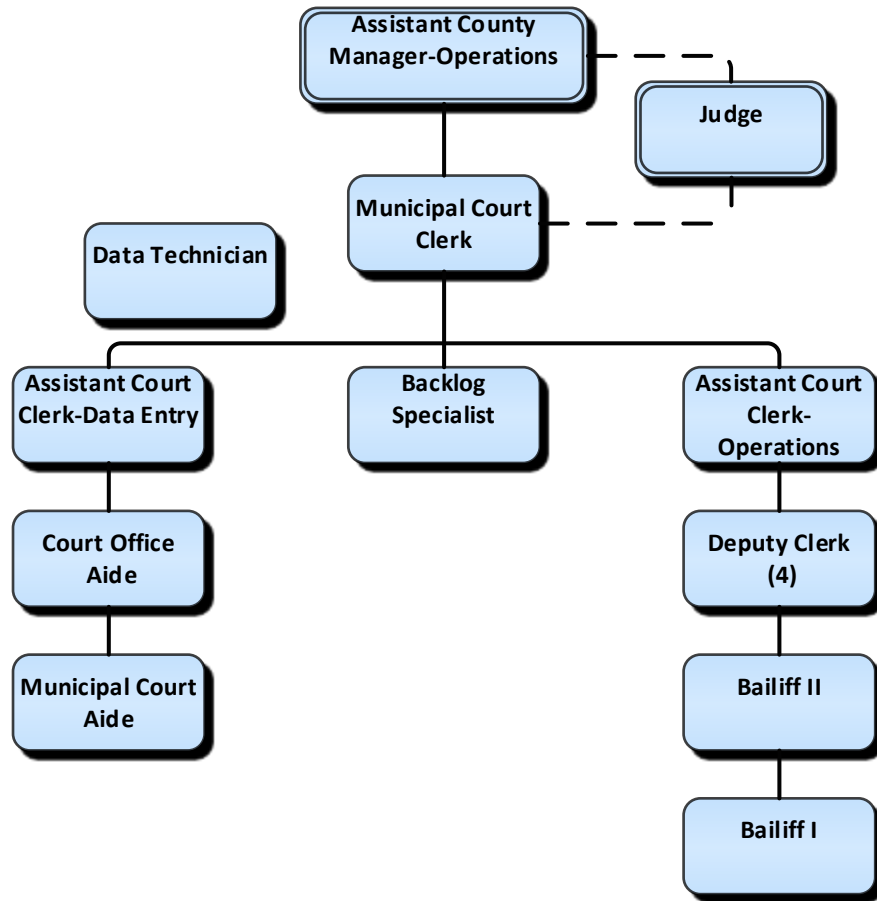 Assistant County
Manager-Operations
Judge
Municipal Court
Clerk
Data Technician
Assistant Court
Clerk-Data Entry
Backlog
Specialist
Assistant Court
Clerk-
Operations
Court Office
Aide
Deputy Clerk
(4)
Municipal Court
Aide
Bailiff II
Bailiff I